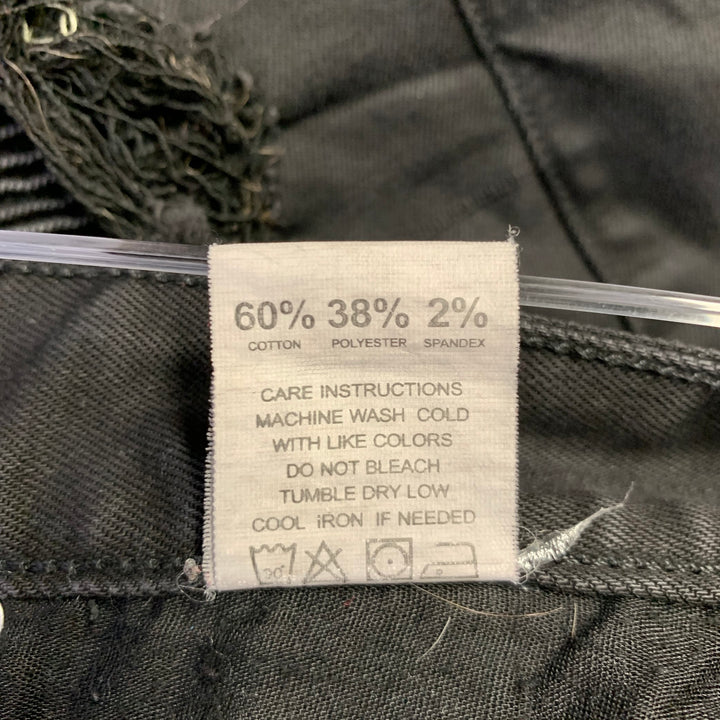 60% 38% 2%
COTTON POLYESTER SPANDEX
CARE INSTRUCTIONS
MACHINE WASH COLD
WITH LIKE COLORS
DO NOT BLEACH
TUMBLE DRY LOW
COOL iRON IF NEEDED
30°